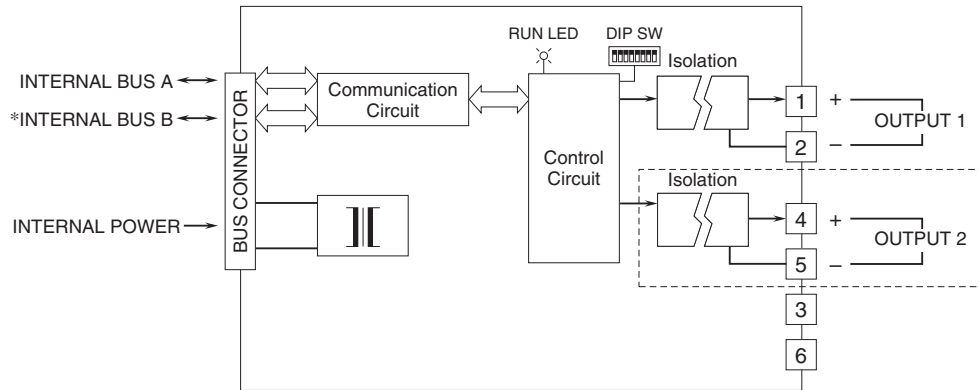 RUN LED
DIP SW
INTERNAL BUS A
*INTERNAL BUS B
INTERNAL POWER
BUS CONNECTOR
Communication
Circuit
Control
Circuit
Isolation
1
+
OUTPUT 1
2
–
Isolation
4
+
OUTPUT 2
5
–
3
6